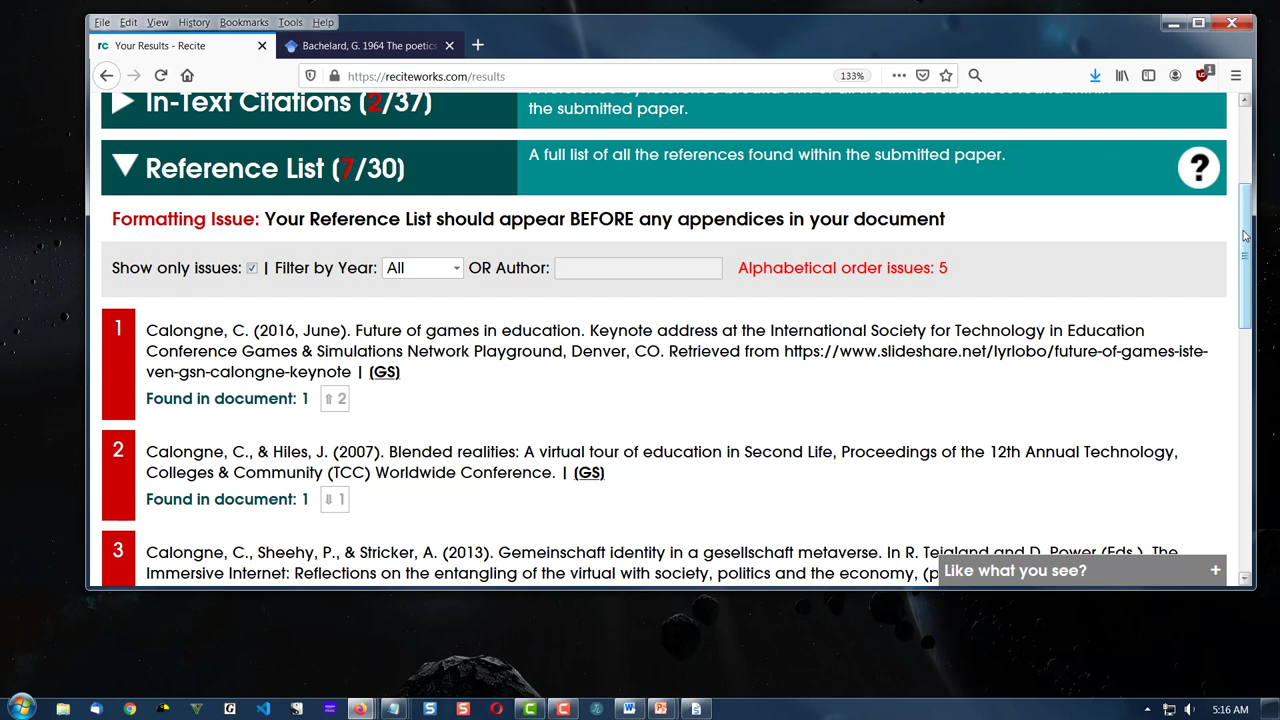 File Edit View History Bookmarks Tools Help
rc Your Results - Recite
Bachelard, G. 1964 The poetics
https://reciteworks.com/results
133%
1
In-Text Citations (2/37)
the submitted paper.
Reference List (7/30)
A full list of all the references found within the submitted paper.
?
Formatting Issue: Your Reference List should appear BEFORE any appendices in your document
Show only issues: | Filter by Year: All OR Author:
Alphabetical order issues: 5
1
Calongne, C. (2016, June). Future of games in education. Keynote address at the International Society for Technology in Education
Conference Games & Simulations Network Playground, Denver, CO. Retrieved from https://www.slideshare.net/lyrlobo/future-of-games-iste-
ven-gsn-calongne-keynote | (GS)
Found in document: 1 ⇧ 2
2
Calongne, C., & Hiles, J. (2007). Blended realities: A virtual tour of education in Second Life, Proceedings of the 12th Annual Technology,
Colleges & Community (TCC) Worldwide Conference. | (GS)
Found in document: 1 ⇩ 1
3
Calongne, C., Sheehy, P., & Stricker, A. (2013). Gemeinschaft identity in a gesellschaft metaverse. In R. Teigland and D. Power (Eds.). The
Immersive Internet: Reflections on the entangling of the virtual with society, politics and the economy, (p
Like what you see? +
5:16 AM